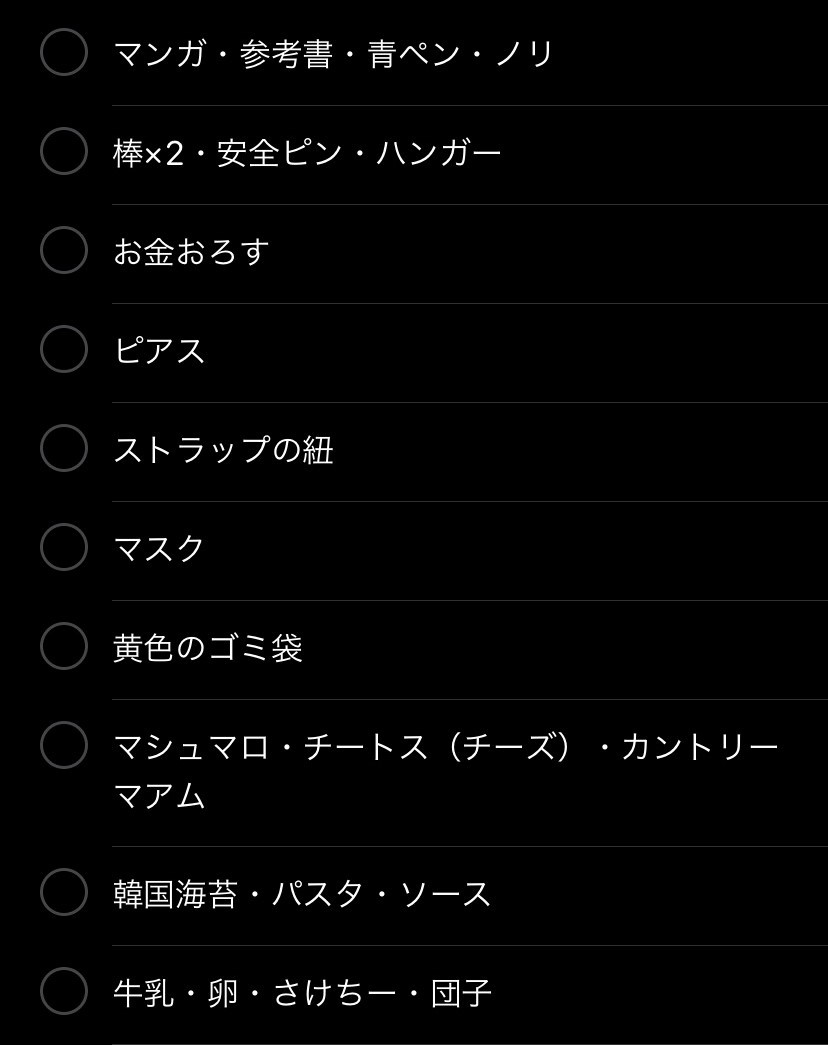 マンガ・参考書・青ペン・ノリ
棒×2・安全ピン・ハンガー
お金おろす
ピアス
ストラップの紐
マスク
黄色のゴミ袋
マシュマロ・チートス（チーズ）・カントリー
マアム
韓国海苔・パスタ・ソース
牛乳・卵・さけちー・団子